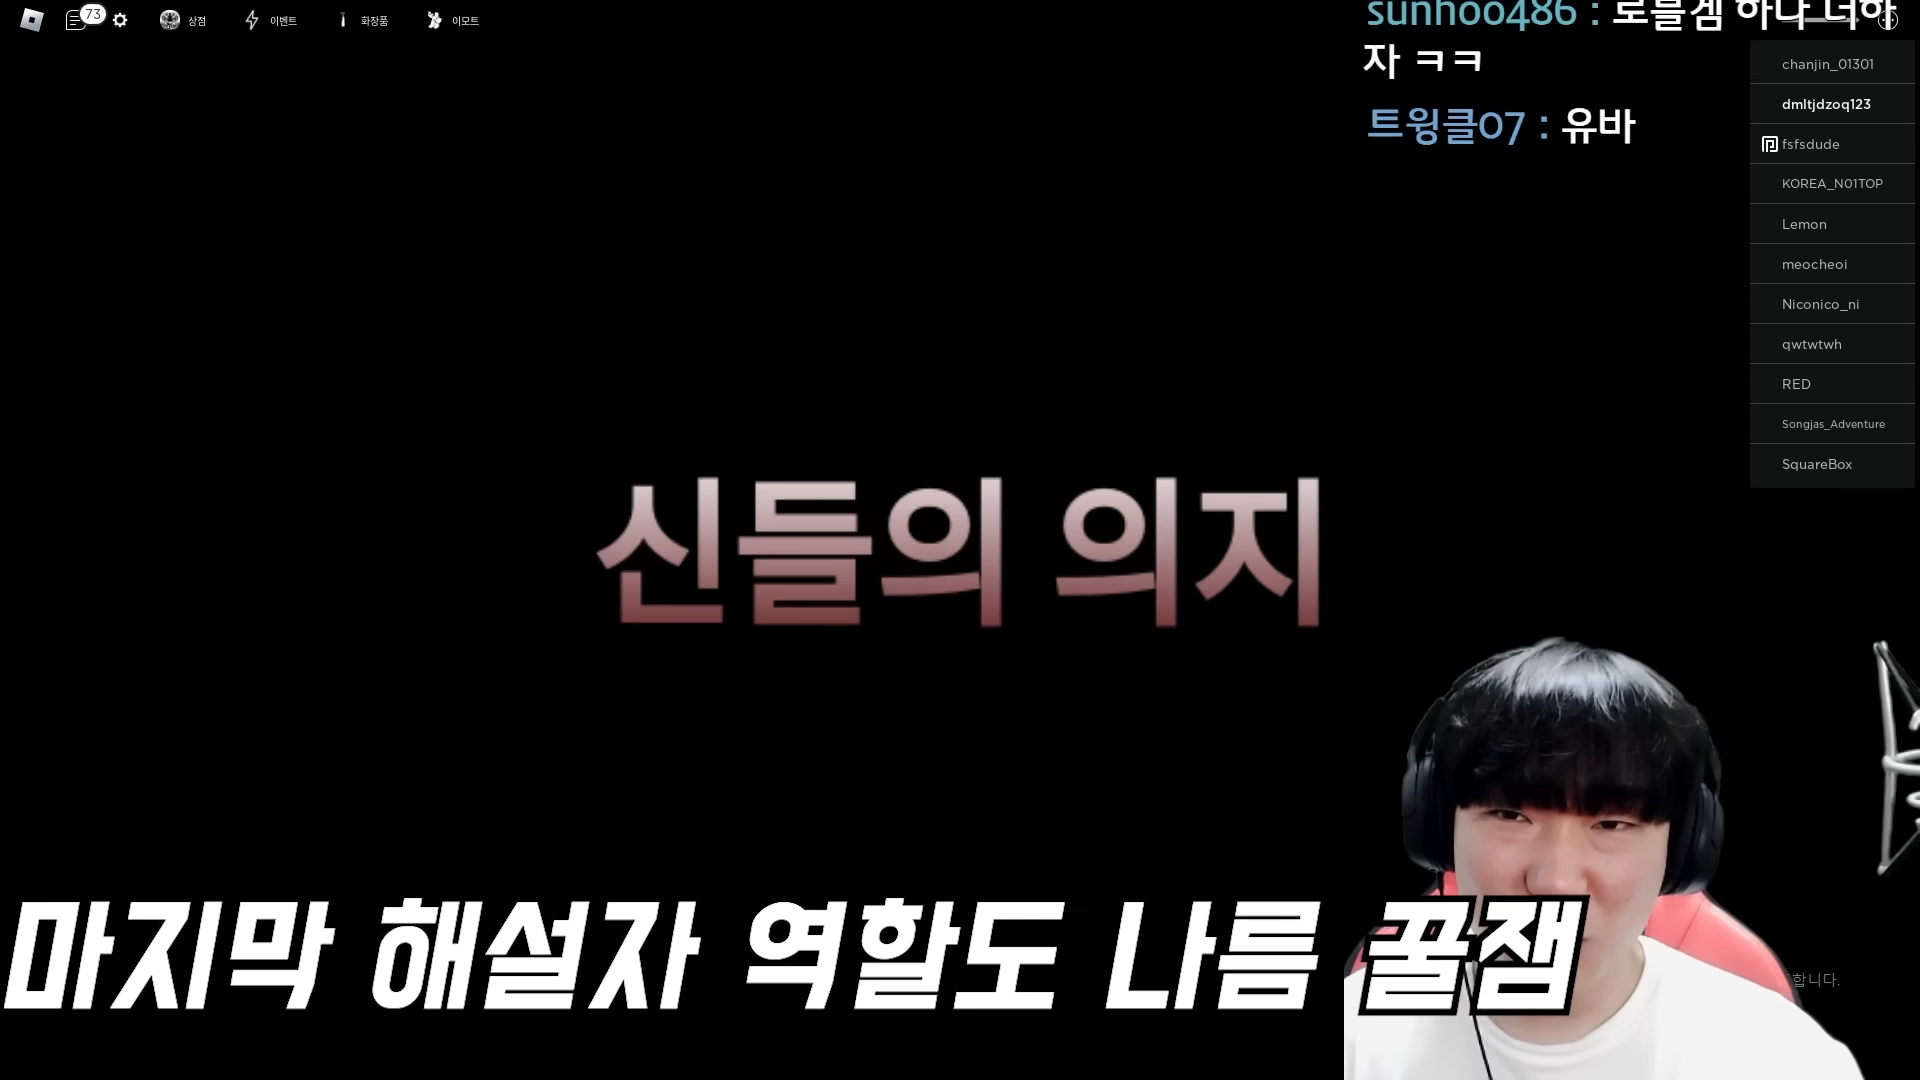 73
상점
이벤트
화장품
이모트
sunhoo486 : 로블겜 하나 더하
자 ㅋㅋ
트윙클07 : 유바
chanjin_01301
dmltjdzoq123
fsfsdude
KOREA_N01TOP
Lemon
meocheoi
Niconico_ni
qwtwtwh
RED
Songjas_Adventure
SquareBox
신들의 의지
마지막 해설자 역할도 나름 꿀잼
합니다.